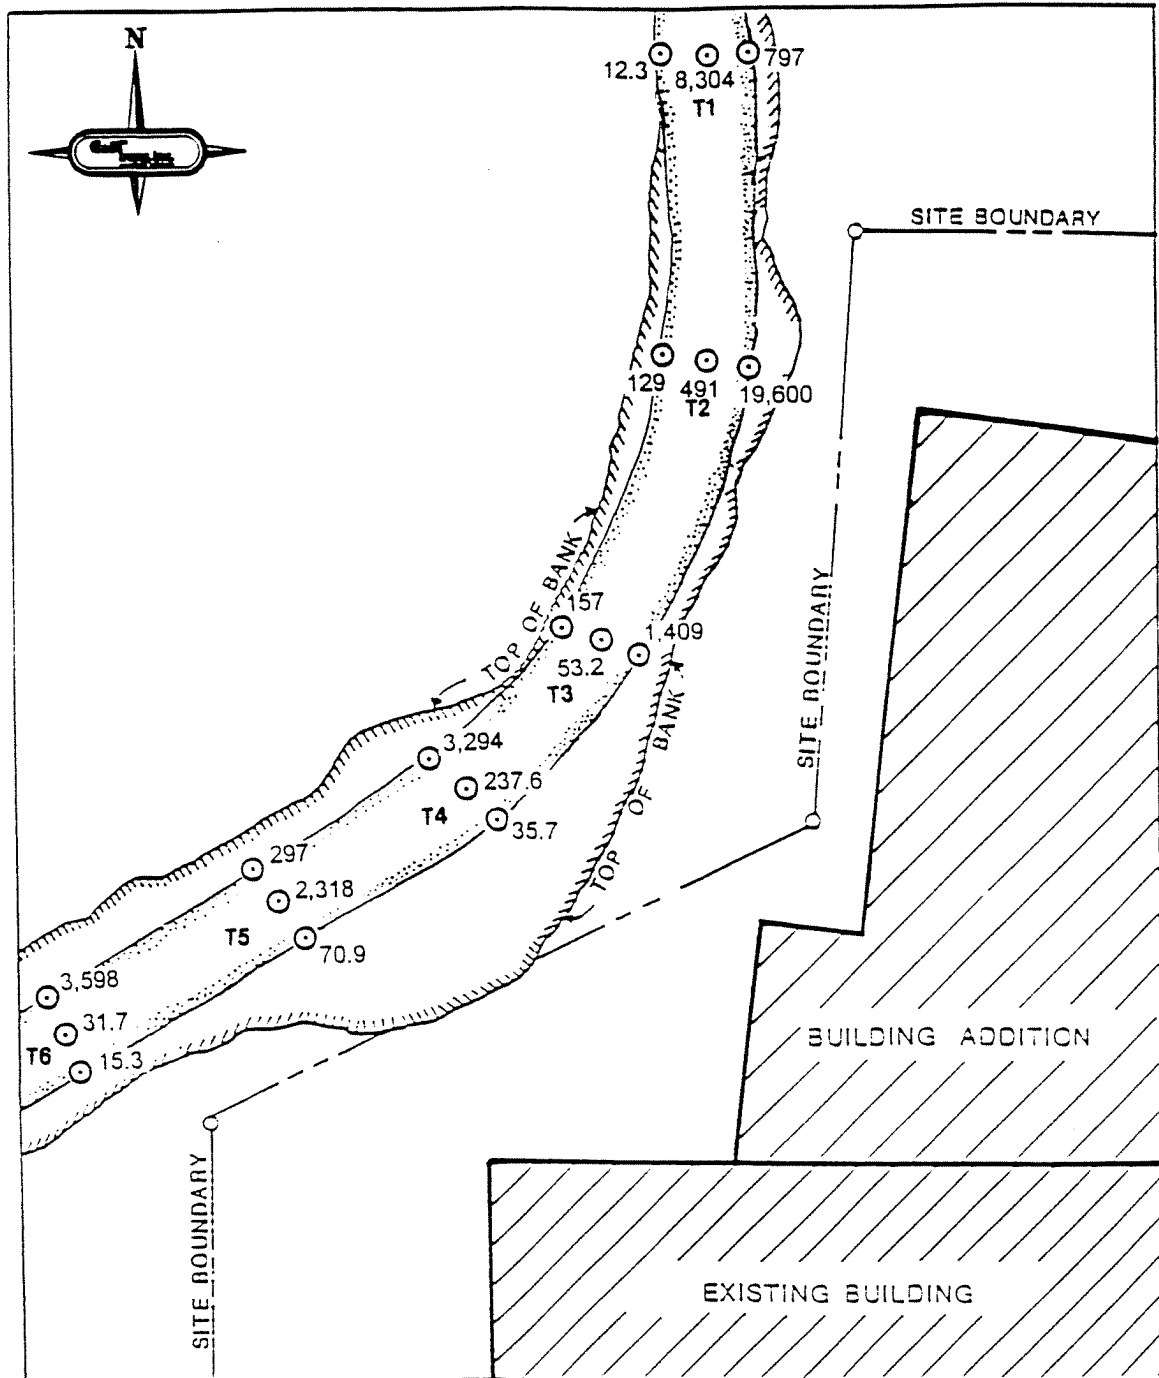 N
12.3
8,304
797
T1
SITE BOUNDARY
129
491
19,600
T2
TOP OF BANK
157
53.2
1,409
T3
SITE BOUNDARY
TOP OF BANK
3,294
237.6
35.7
T4
297
2,318
70.9
T5
3,598
31.7
15.3
T6
BUILDING ADDITION
SITE BOUNDARY
EXISTING BUILDING